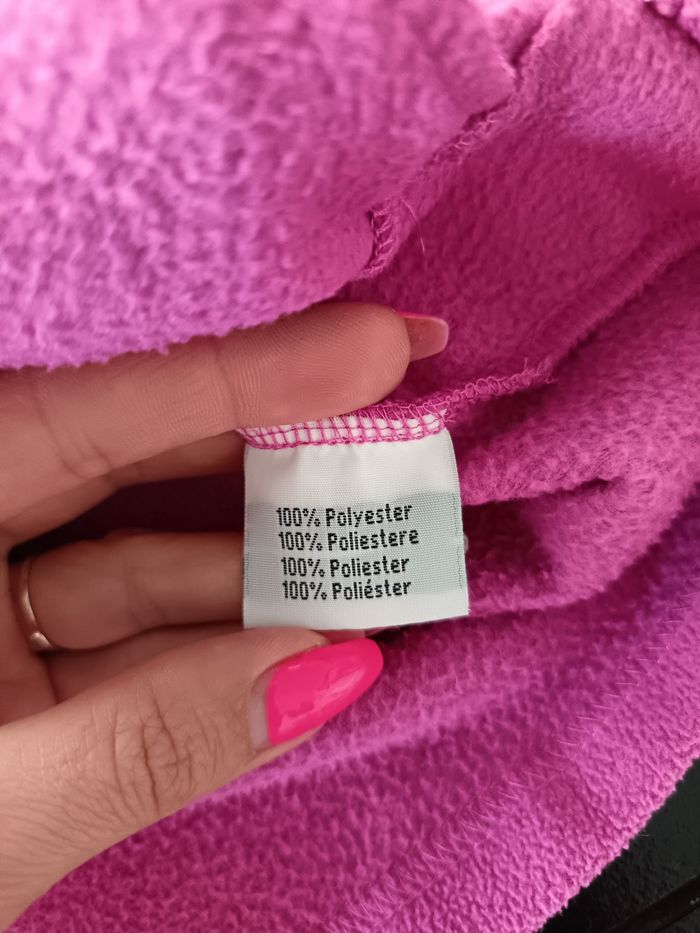 100% Polyester
100% Poliestere
100% Poliester
100% Poliéster